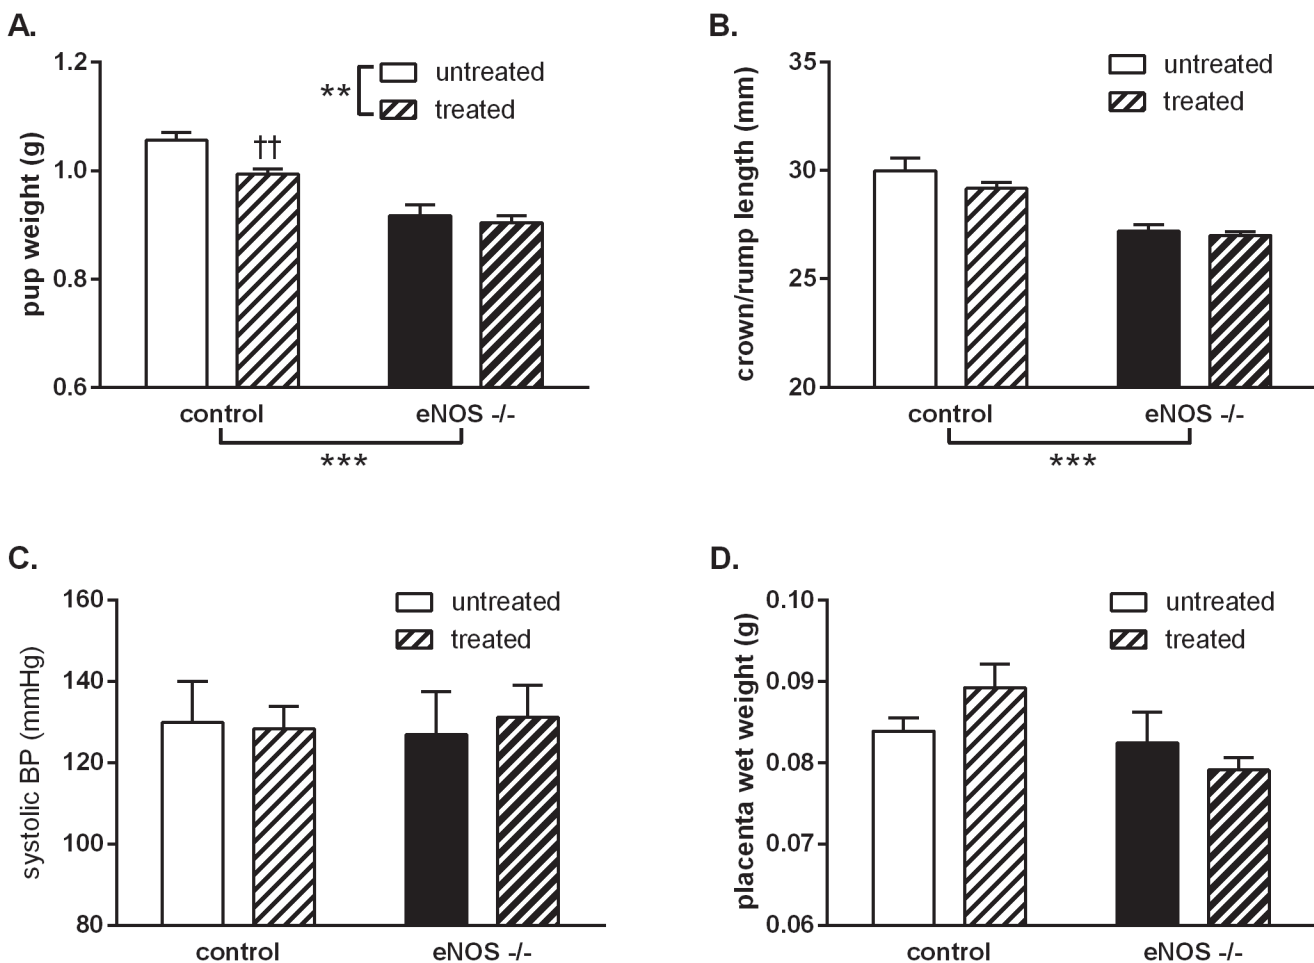 A.
1.2
1.0
0.8
0.6
pup weight (g)
**
untreated
treated
††
control
eNOS -/-
***
B.
35
30
25
20
crown/rump length (mm)
untreated
treated
control
eNOS -/-
***
C.
160
140
120
100
80
systolic BP (mmHg)
untreated
treated
control
eNOS -/-
D.
0.10
0.09
0.08
0.07
0.06
placenta wet weight (g)
untreated
treated
control
eNOS -/-